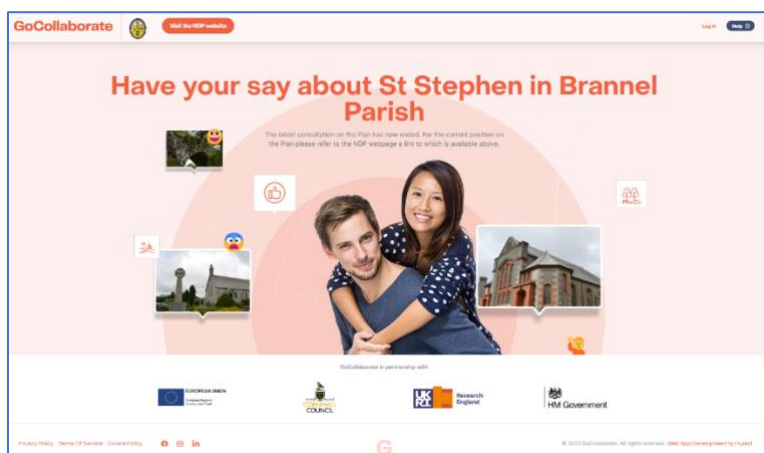 GoCollaborate
Visit the NDP website
Log in
Help
Have your say about St Stephen in Brannel
Parish
The latest consultation on the Plan has now ended. For the current position on
the Plan please refer to the NDP webpage a link to which is available above.
GoCollaborate in partnership with
EUROPEAN UNION
CORNWALL
COUNCIL
UK
RI
Research
England
HM Government
Privacy Policy Terms Of Service Cookie Policy
G
© 2023 GoCollaborate. All rights reserved. Web App Development by